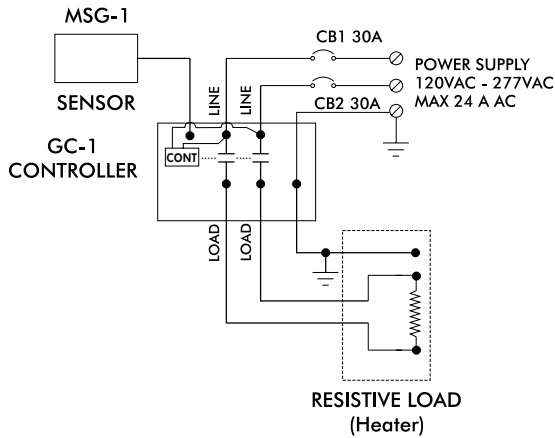 MSG-1
SENSOR
GC-1
CONTROLLER
LINE
LINE
CB1 30A
CB2 30A
POWER SUPPLY
120VAC - 277VAC
MAX 24 A AC
CONT
LOAD
LOAD
RESISTIVE LOAD
(Heater)